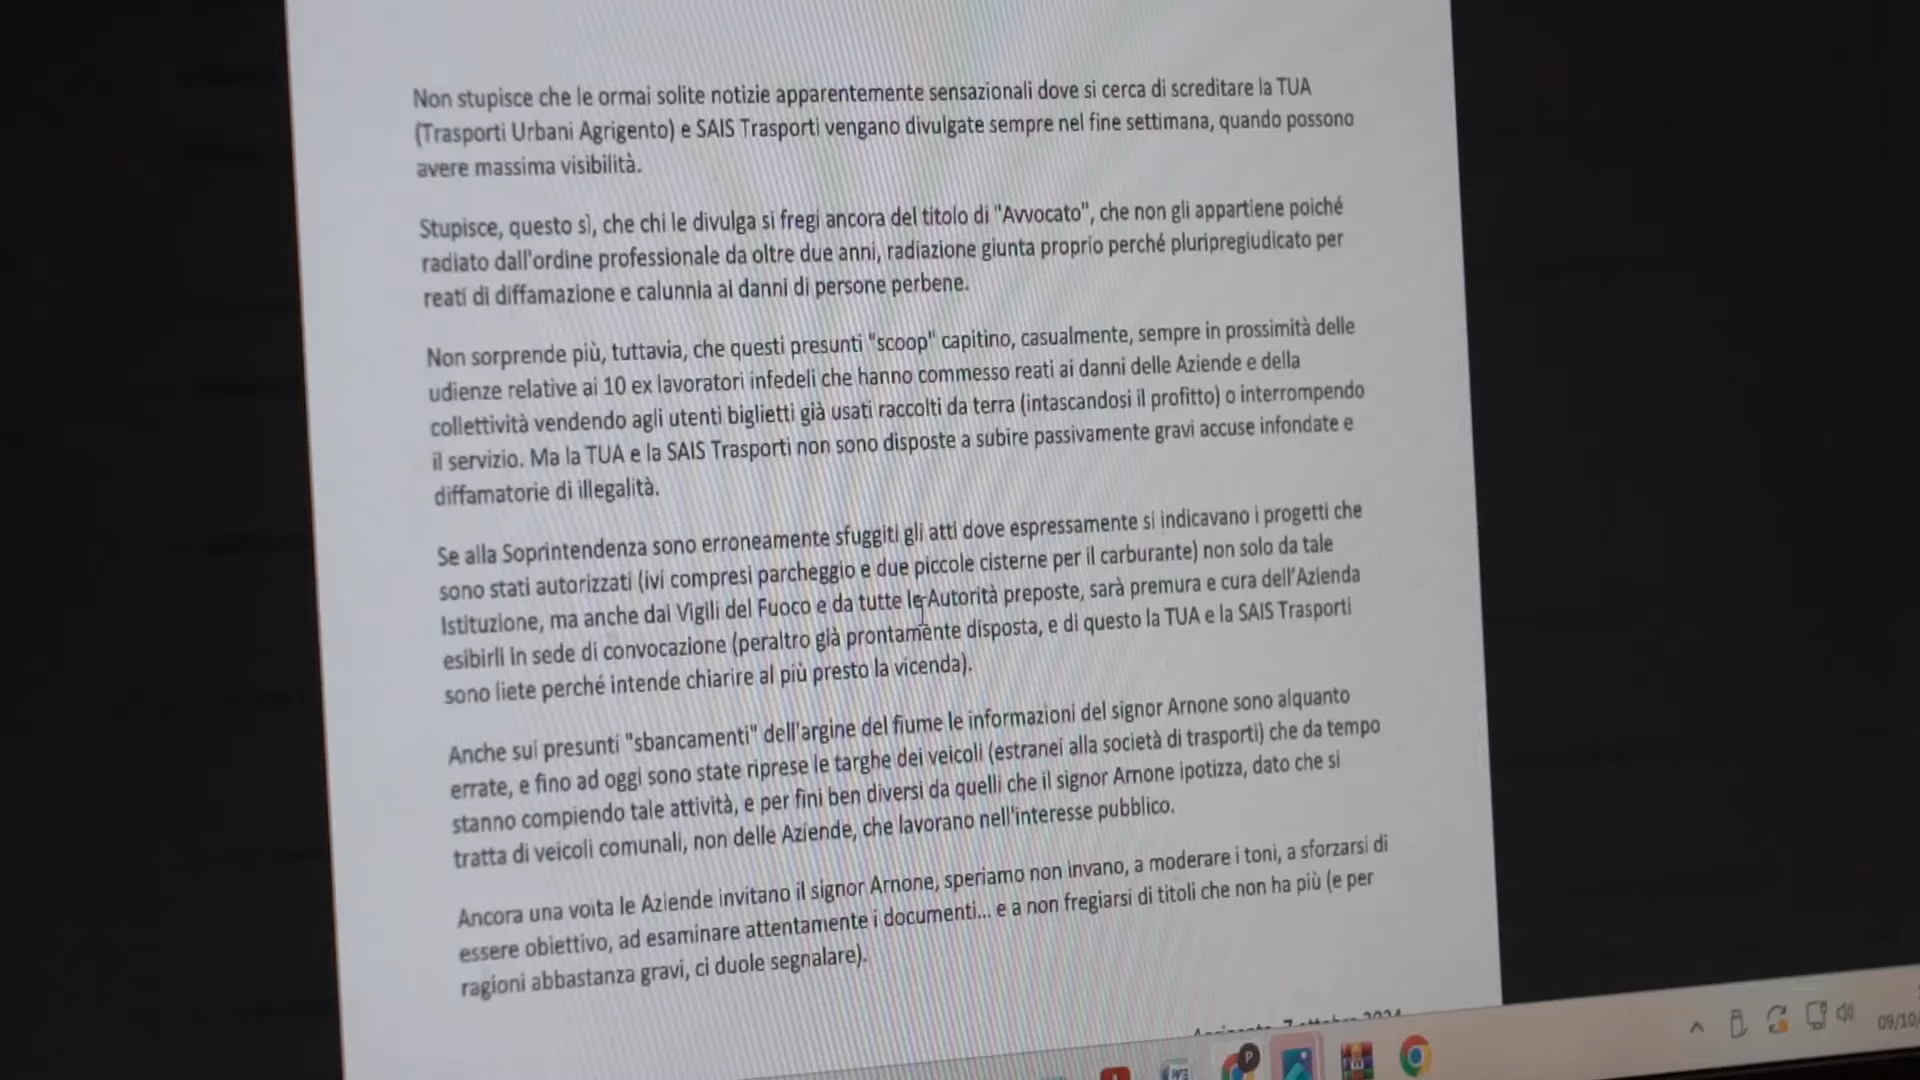 Non stupisce che le ormai solite notizie apparentemente sensazionali dove si cerca di screditare la TUA
(Trasporti Urbani Agrigento) e SAIS Trasporti vengano divulgate sempre nel fine settimana, quando possono
avere massima visibilità.
Stupisce, questo sì, che chi le divulga si fregi ancora del titolo di "Avvocato", che non gli appartiene poiché
radiato dall'ordine professionale da oltre due anni, radiazione giunta proprio perché pluripregiudicato per
reati di diffamazione e calunnia ai danni di persone perbene.
Non sorprende più, tuttavia, che questi presunti "scoop" capitino, casualmente, sempre in prossimità delle
udienze relative ai 10 ex lavoratori infedeli che hanno commesso reati ai danni delle Aziende e della
collettività vendendo agli utenti biglietti già usati raccolti da terra (intascandosi il profitto) o interrompendo
il servizio. Ma la TUA e la SAIS Trasporti non sono disposte a subire passivamente gravi accuse infondate e
diffamatorie di illegalità.
Se alla Soprintendenza sono erroneamente sfuggiti gli atti dove espressamente si indicavano i progetti che
sono stati autorizzati (ivi compresi parcheggio e due piccole cisterne per il carburante) non solo da tale
Istituzione, ma anche dai Vigili del Fuoco e da tutte le Autorità preposte, sarà premura e cura dell'Azienda
esibirli in sede di convocazione (peraltro già prontamente disposta, e di questo la TUA e la SAIS Trasporti
sono liete perché intende chiarire al più presto la vicenda).
Anche sui presunti "sbancamenti" dell'argine del fiume le informazioni del signor Arnone sono alquanto
errate, e fino ad oggi sono state riprese le targhe dei veicoli (estranei alla società di trasporti) che da tempo
stanno compiendo tale attività, e per fini ben diversi da quelli che il signor Arnone ipotizza, dato che si
tratta di veicoli comunali, non delle Aziende, che lavorano nell'interesse pubblico.
Ancora una volta le Aziende invitano il signor Arnone, speriamo non invano, a moderare i toni, a sforzarsi di
essere obiettivo, ad esaminare attentamente i documenti... e a non fregiarsi di titoli che non ha più (e per
ragioni abbastanza gravi, ci duole segnalare).
Agrigento, 7 ottobre 2024
09/10/